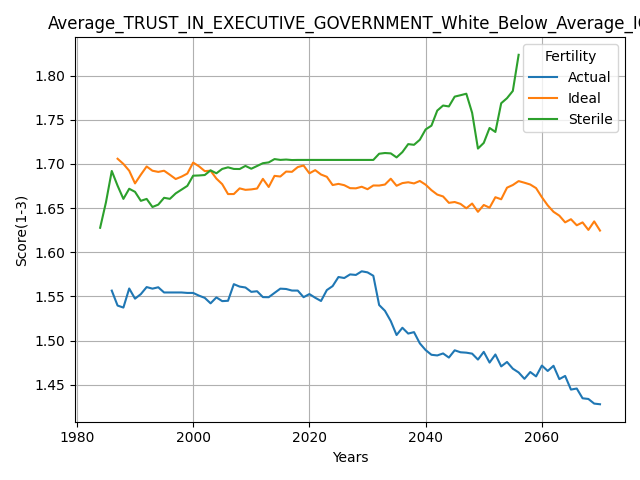 Average_TRUST_IN_EXECUTIVE_GOVERNMENT_White_Below_Average_I
Fertility
Actual
Ideal
Sterile
Score(1-3)
1.80
1.75
1.70
1.65
1.60
1.55
1.50
1.45
1980
2000
2020
2040
2060
Years